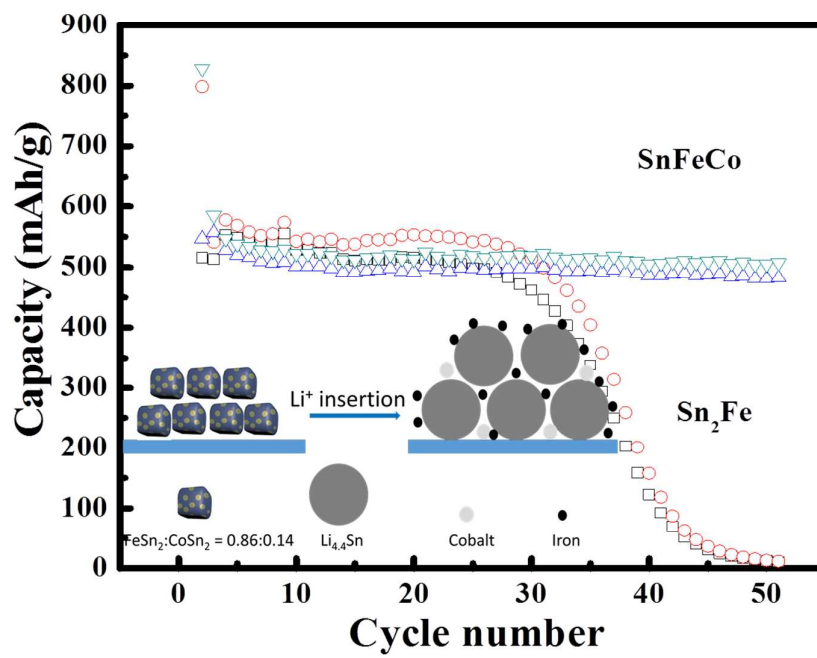 900
800
700
600
500
400
300
200
100
0
Capacity (mAh/g)
SnFeCo
Sn₂Fe
Li⁺ insertion
FeSn₂:CoSn₂ = 0.86:0.14
Li₄.₄Sn
Cobalt
Iron
0 10 20 30 40 50
Cycle number